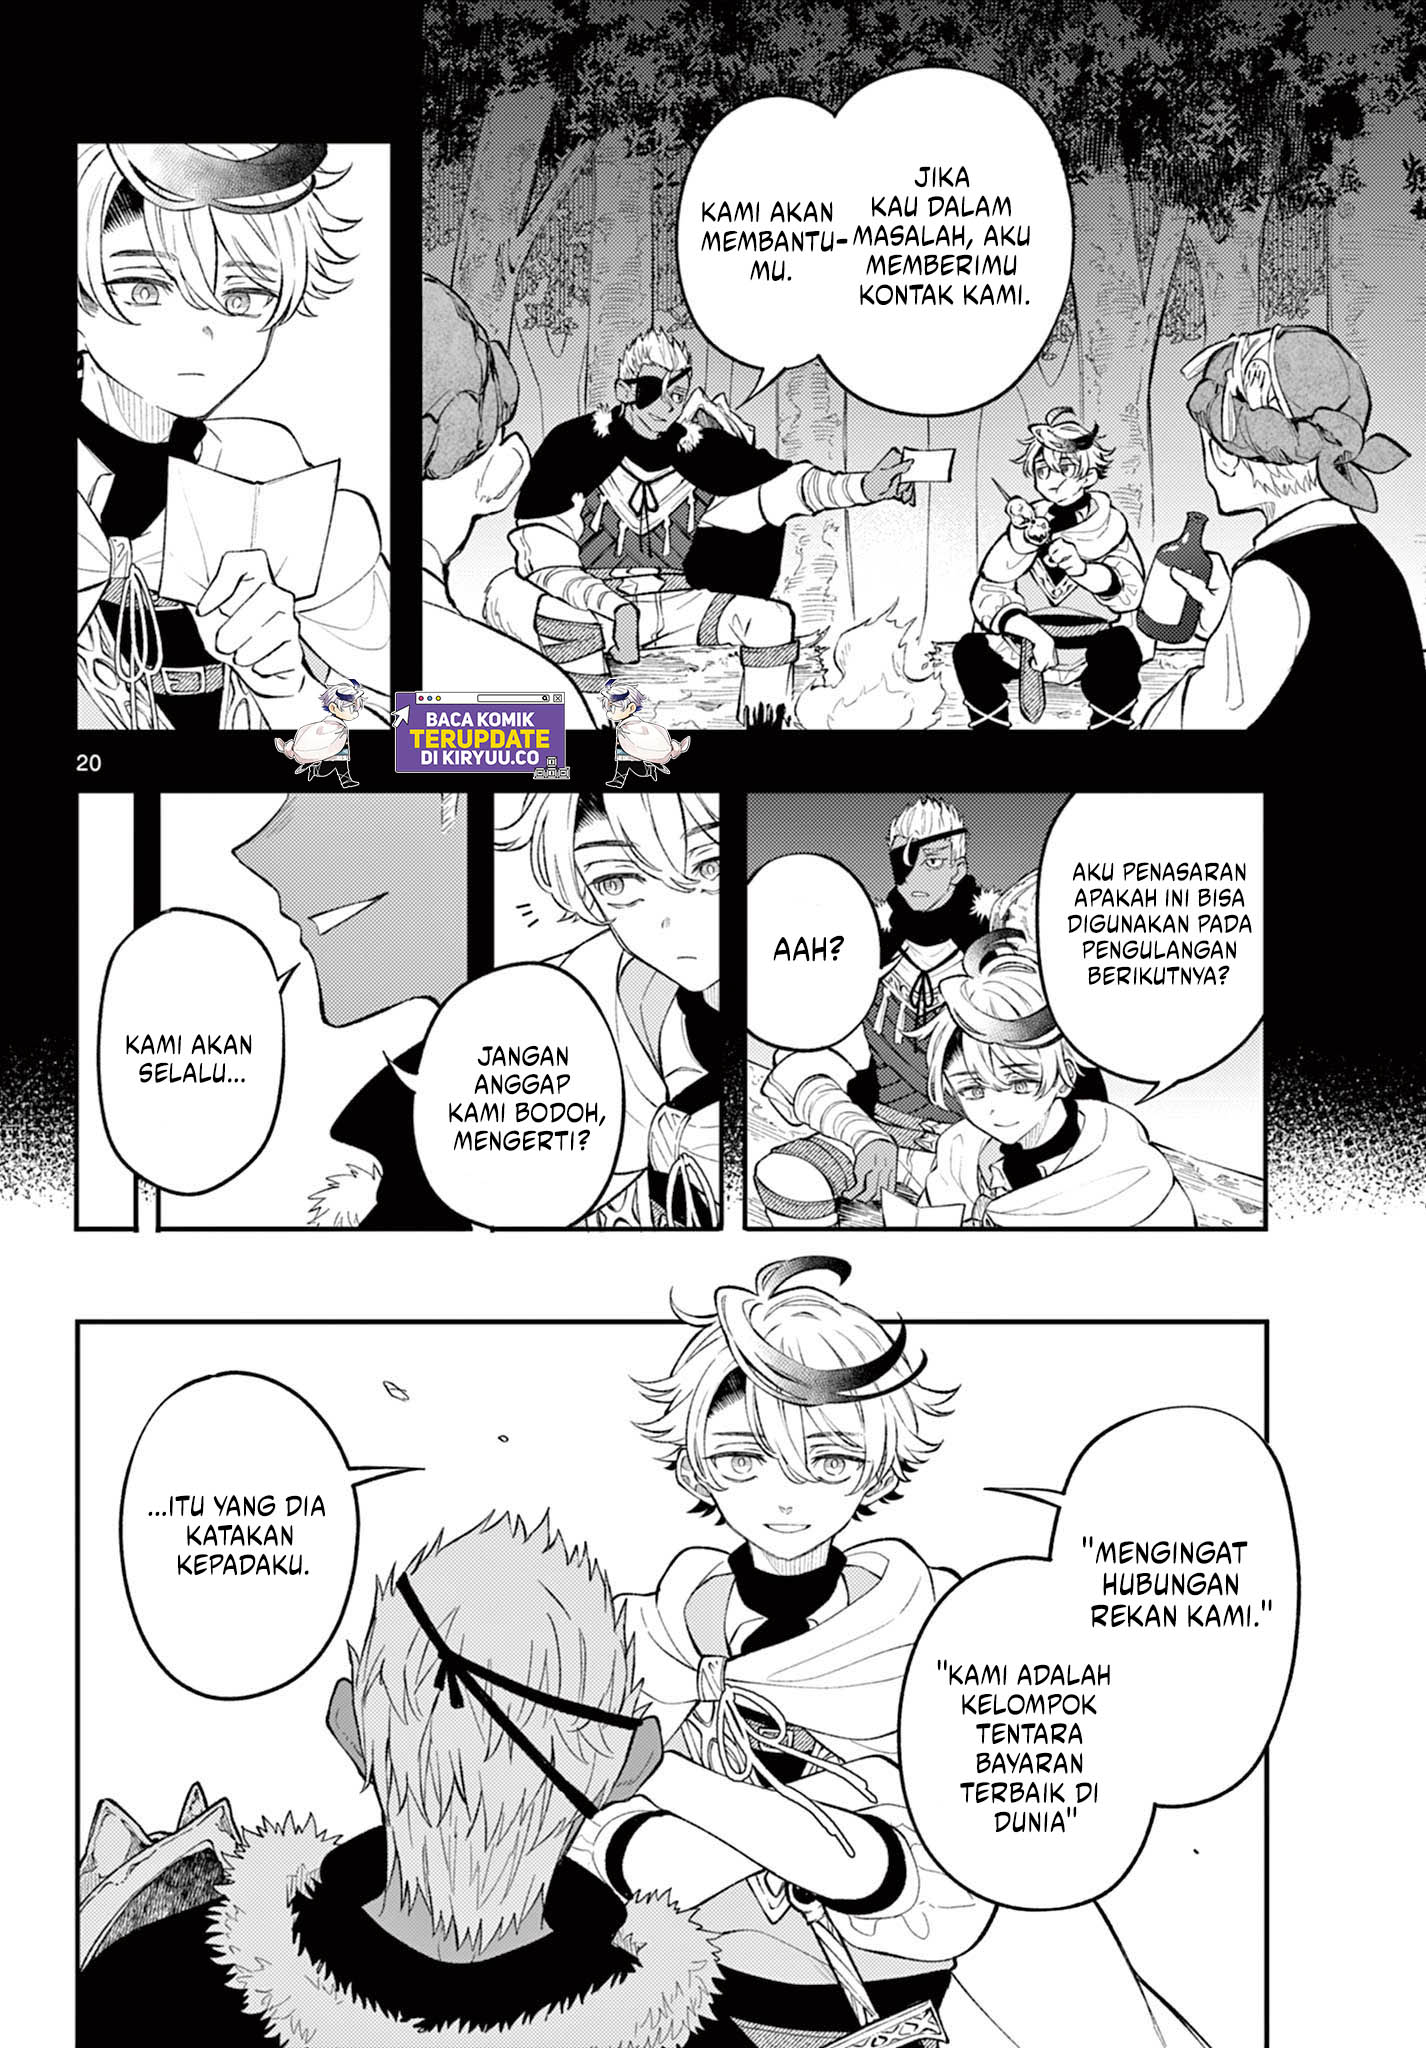 JIKA
KAU DALAM
MASALAH, AKU
MEMBERIMU
KONTAK KAMI.
KAMI AKAN
MEMBANTU-
MU.
BACA KOMIK
TERUPDATE
DI KIRYUU.CO
20
AKU PENASARAN
APAKAH INI BISA
DIGUNAKAN PADA
PENGULANGAN
BERIKUTNYA?
AAH?
JANGAN
ANGGAP
KAMI BODOH,
MENGERTI?
KAMI AKAN
SELALU...
"MENGINGAT
HUBUNGAN
REKAN KAMI."
"KAMI ADALAH
KELOMPOK
TENTARA
BAYARAN
TERBAIK DI
DUNIA"
...ITU YANG DIA
KATAKAN
KEPADAKU.